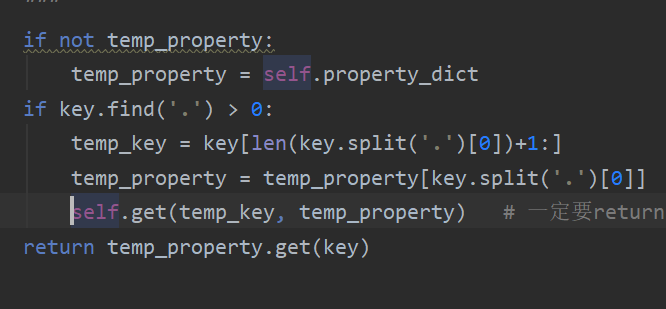 if not temp_property:
    temp_property = self.property_dict
if key.find('.') > 0:
    temp_key = key[len(key.split('.')[0])+1:]
    temp_property = temp_property[key.split('.')[0]]
    self.get(temp_key, temp_property)   # 一定要return
return temp_property.get(key)